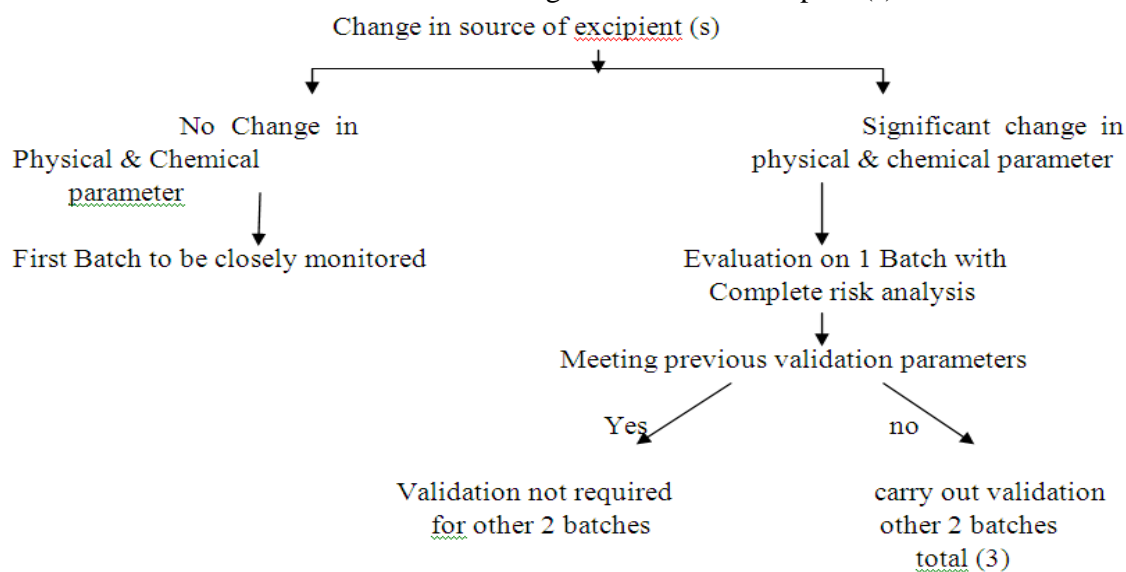 Change in source of excipient (s)
No Change in
Physical & Chemical
parameter
Significant change in
physical & chemical parameter
First Batch to be closely monitored
Evaluation on 1 Batch with
Complete risk analysis
Meeting previous validation parameters
Yes
no
Validation not required
for other 2 batches
carry out validation
other 2 batches
total (3)